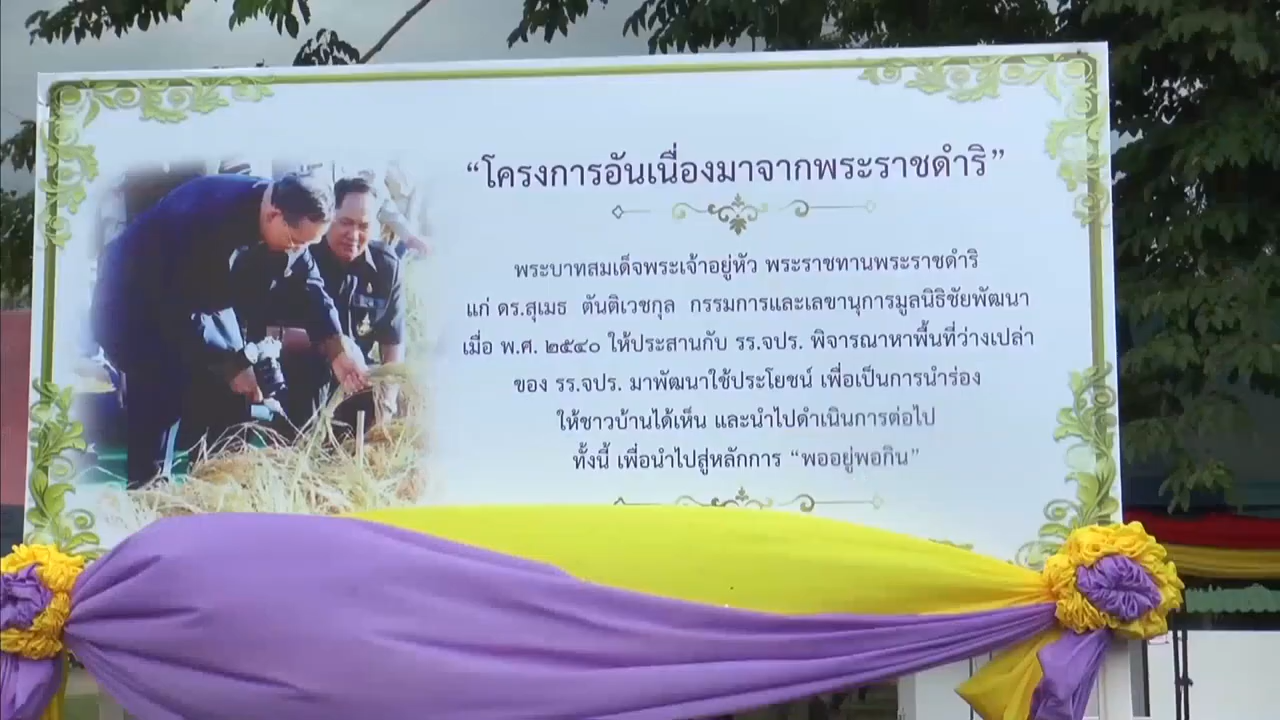 “โครงการอันเนื่องมาจากพระราชดำริ”
พระบาทสมเด็จพระเจ้าอยู่หัว พระราชทานพระราชดำริ
แก่ ดร.สุเมธ ตันติเวชกุล กรรมการและเลขานุการมูลนิธิชัยพัฒนา
เมื่อ พ.ศ. ๒๕๔๐ ให้ประสานกับ รร.จปร. พิจารณาหาพื้นที่ว่างเปล่า
ของ รร.จปร. มาพัฒนาใช้ประโยชน์ เพื่อเป็นการนำร่อง
ให้ชาวบ้านได้เห็น และนำไปดำเนินการต่อไป
ทั้งนี้ เพื่อนำไปสู่หลักการ “พออยู่พอกิน”